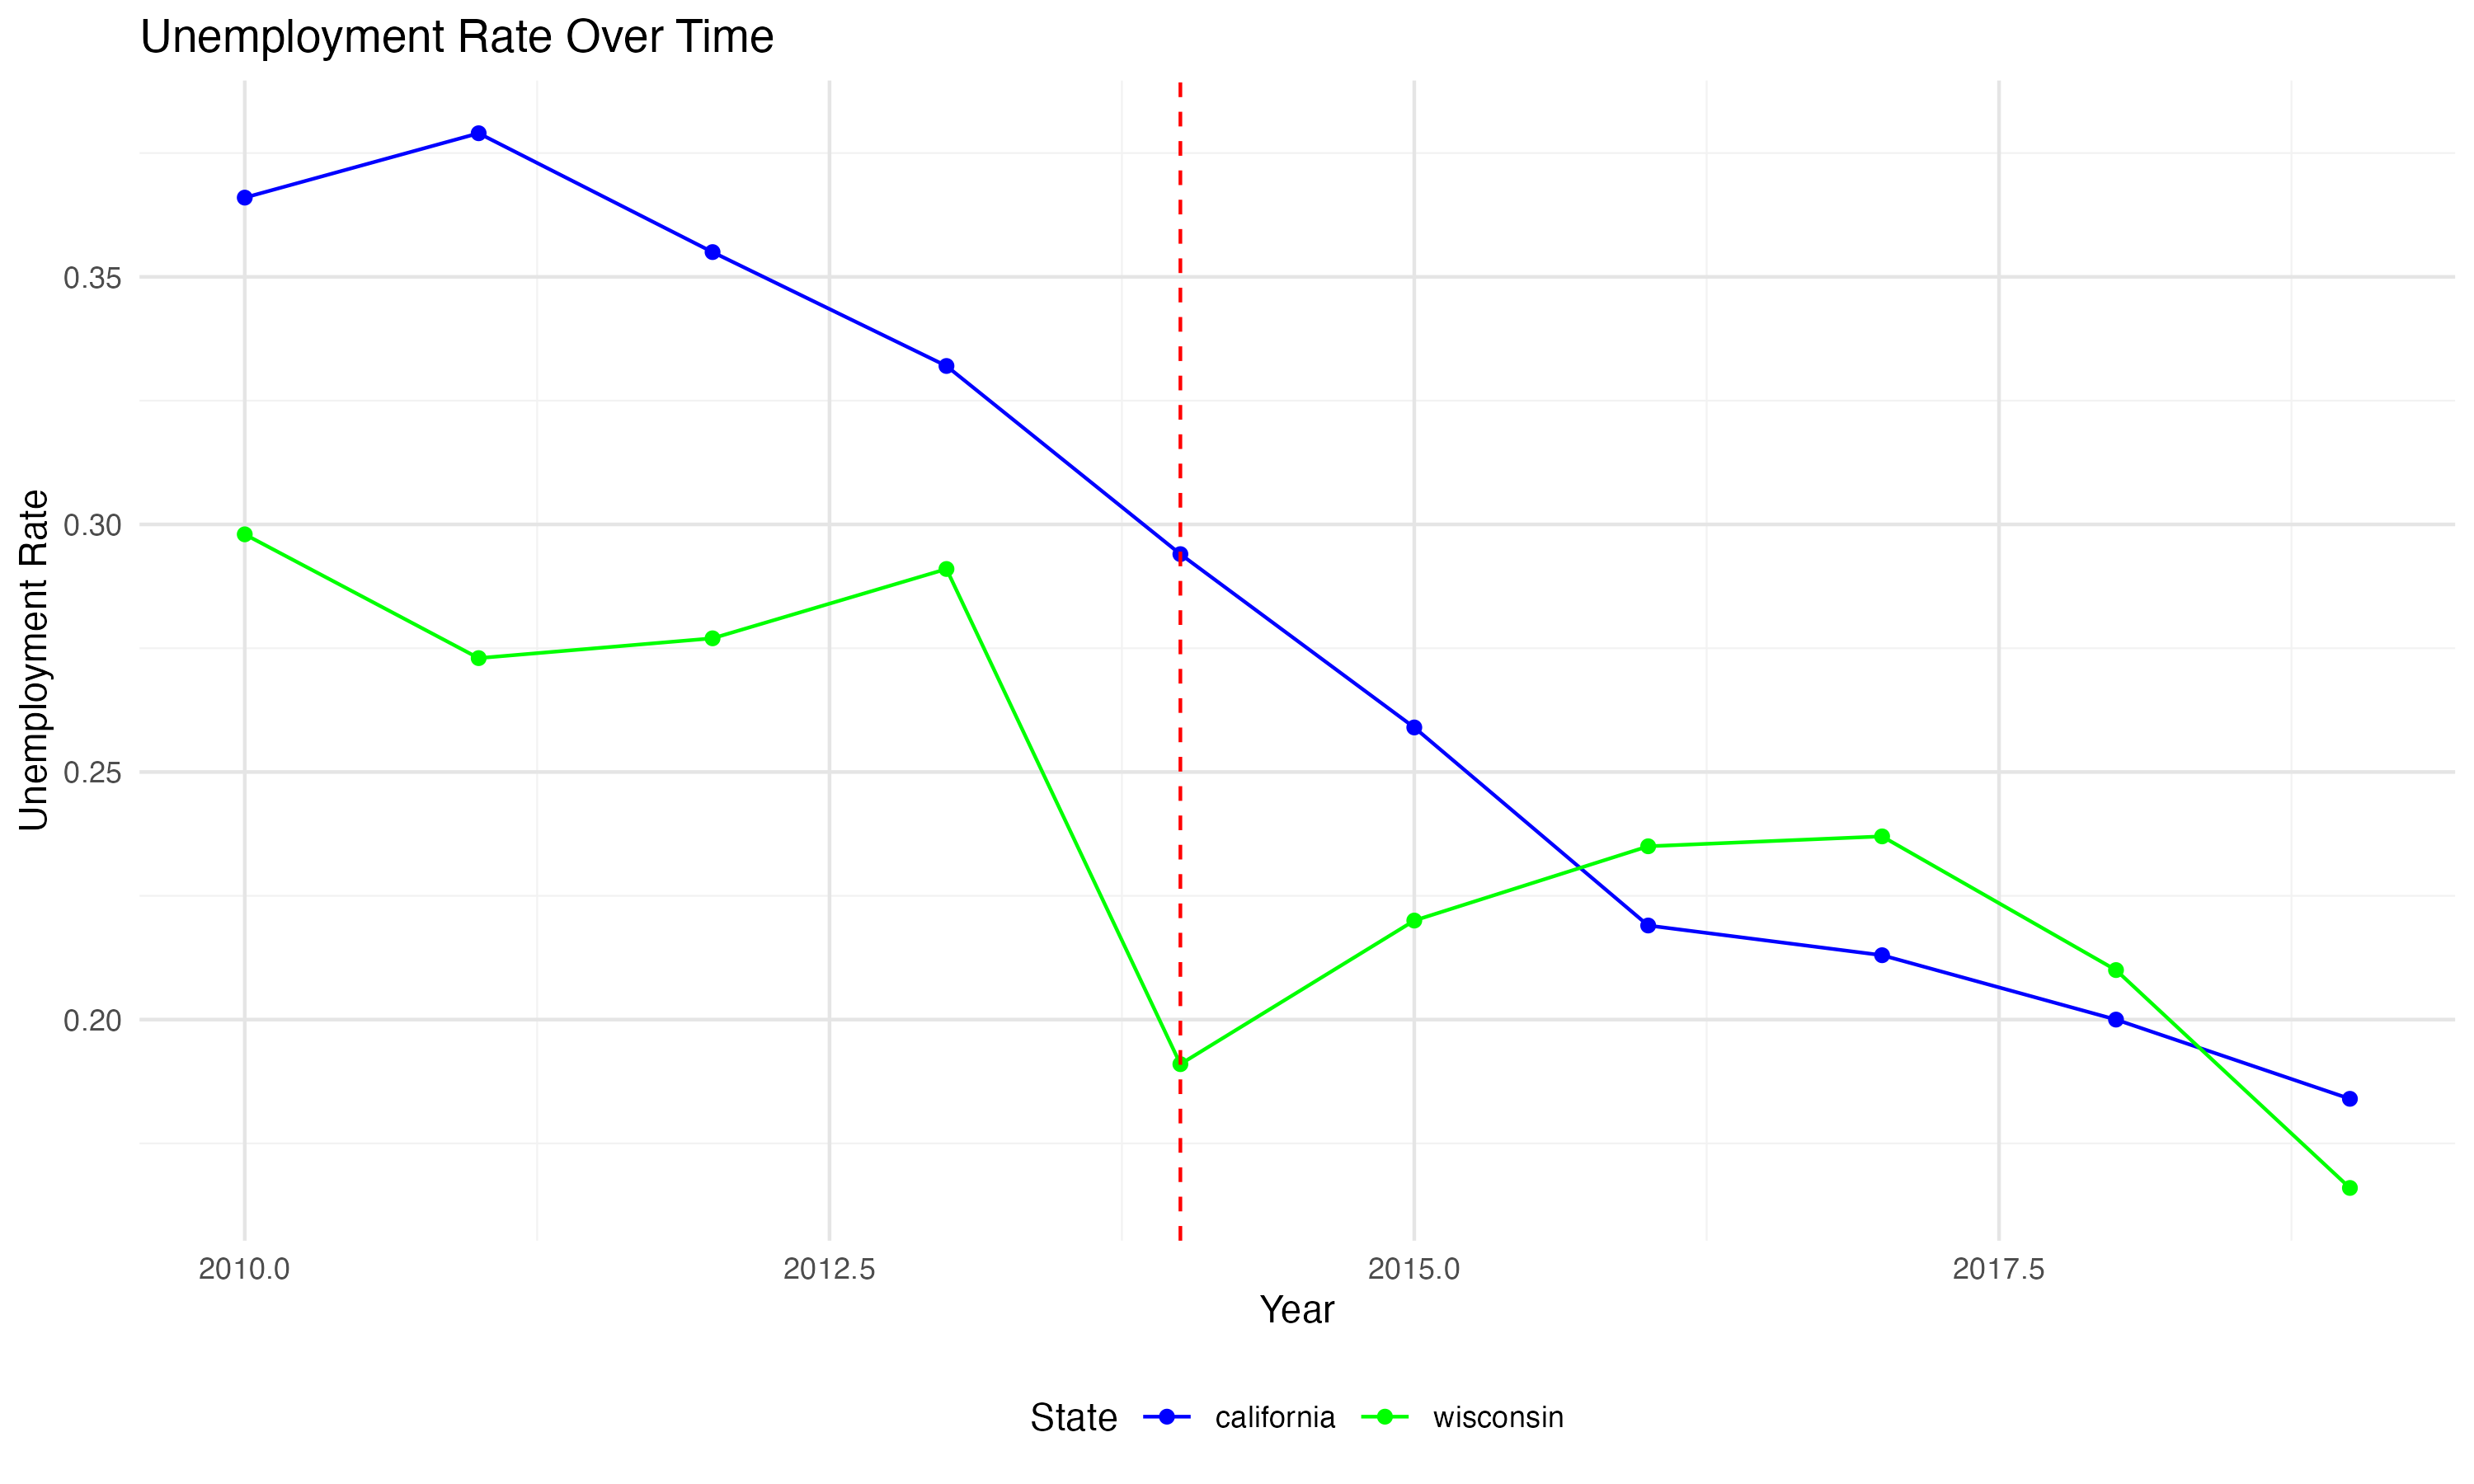 Unemployment Rate Over Time
Unemployment Rate
0.35
0.30
0.25
0.20
2010.0 2012.5 2015.0 2017.5
Year
State california wisconsin